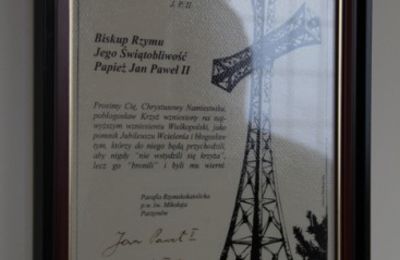 J. P. II
Biskup Rzymu
Jego Świątobliwość
Papież Jan Paweł II
Prosimy Cię, Chrystusowy Namiestniku,
pobłogosław Krzyż wzniesiony na naj-
wyższym wzniesieniu Wielkopolski, jako
pomnik Jubileuszu Wcielenia i błogosław
tym, którzy do niego będą przychodzili,
aby nigdy "nie wstydzili się krzyża",
lecz go "bronili" i byli mu wierni
Parafia Rzymskokatolicka
p.w. św. Mikołaja
Parzynów
Jan Paweł II